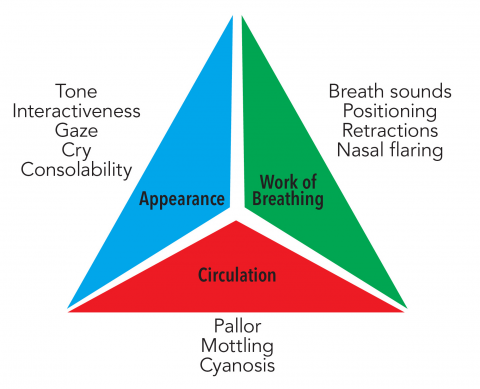 Tone
Interactiveness
Gaze
Cry
Consolability
Breath sounds
Positioning
Retractions
Nasal flaring
Appearance
Work of
Breathing
Circulation
Pallor
Mottling
Cyanosis